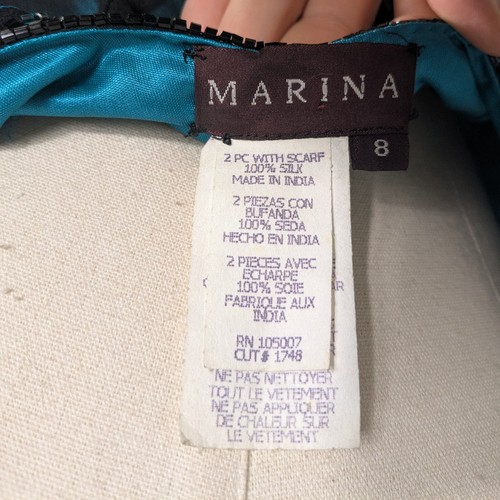 MARINA
8
2 PC WITH SCARF
100% SILK
MADE IN INDIA
2 PIEZAS CON
BUFANDA
100% SEDA
HECHO EN INDIA
2 PIECES AVEC
ECHARPE
100% SOIE
FABRIQUE AUX
INDIA
RN 105007
CUT# 1748
NE PAS NETTOYER
TOUT LE VETEMENT
NE PAS APPLIQUER
DE CHALEUR SUR
LE VETEMENT